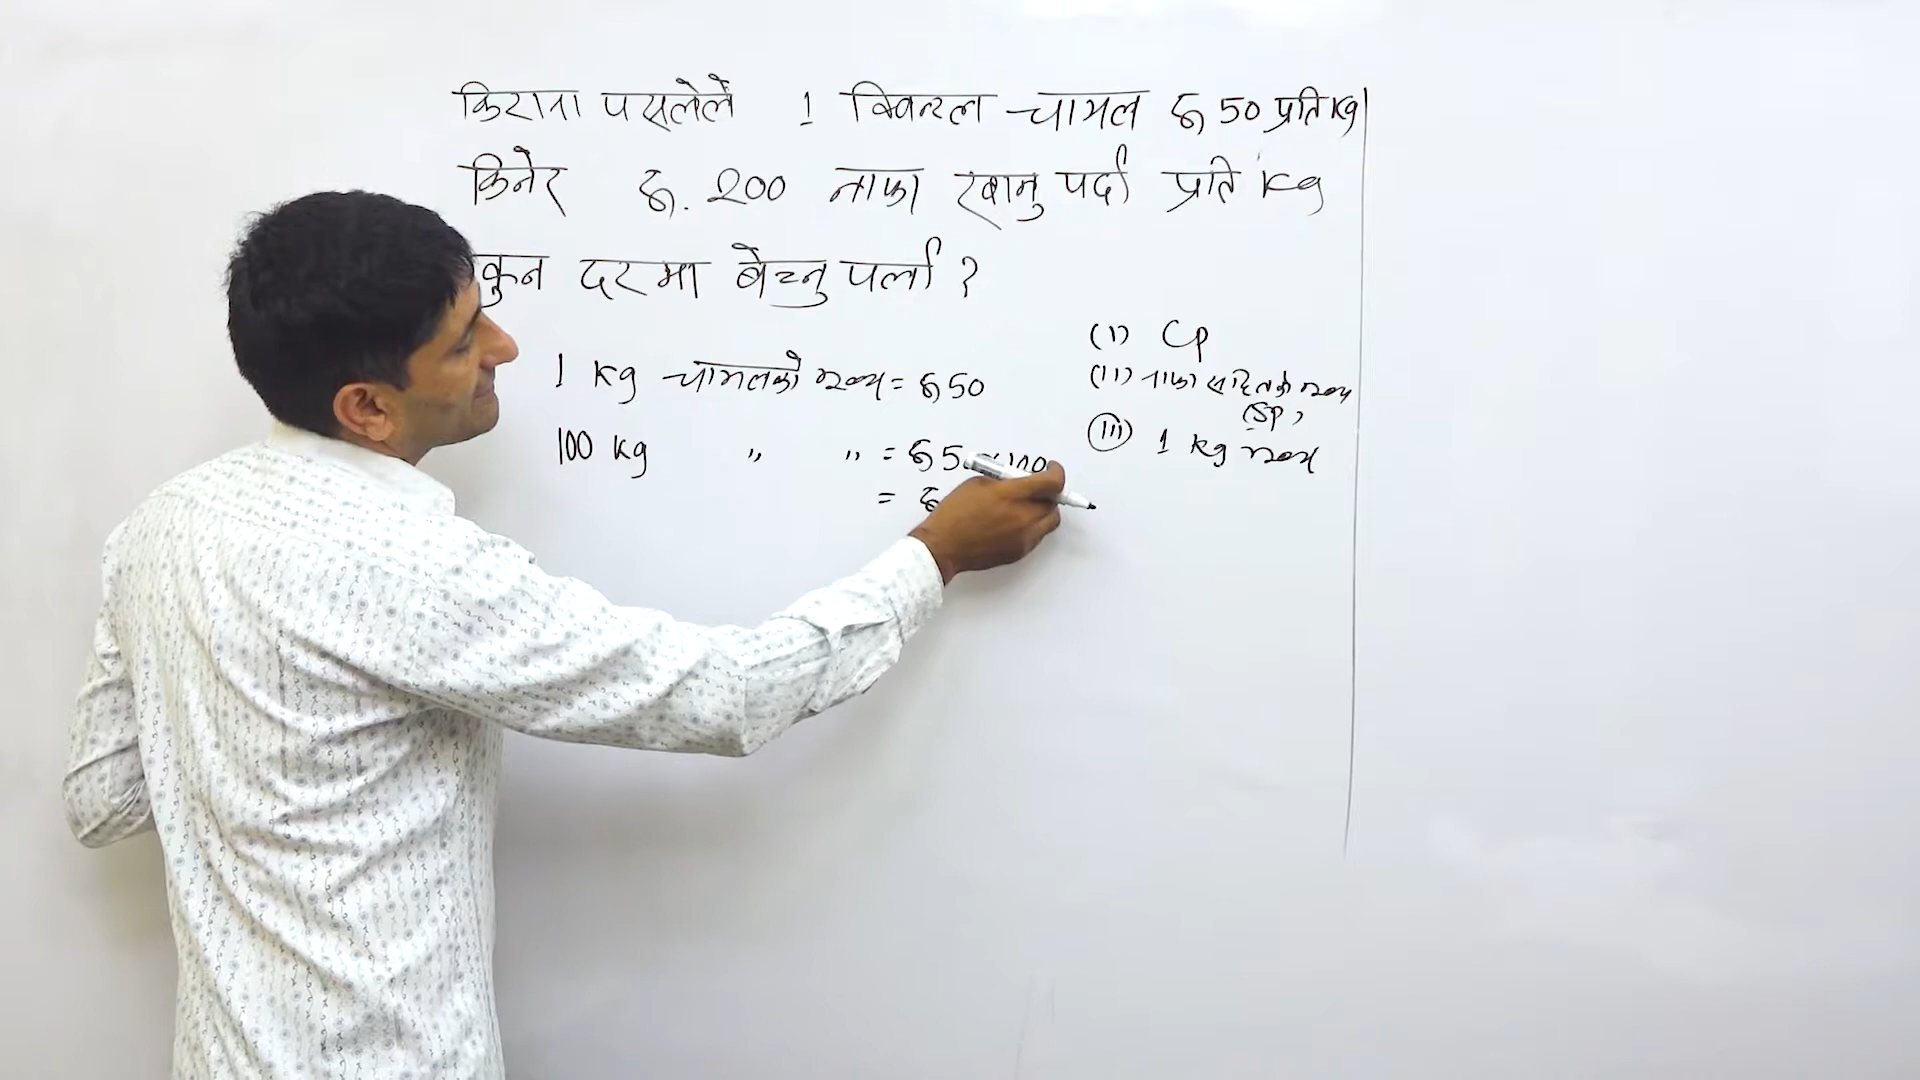 किराना पसलेले 1 क्विन्टल चामल रु 50 प्रति kg
किनेर रु. 200 नाफा खानु पर्दा प्रति kg
कुन दरमा बेच्नु पर्ला ?
1 kg चामलको मूल्य = रु 50
100 kg " " = रु 50×100
= रु
(i) CP
(ii) नाफा सहितको मूल्य
(SP)
(iii) 1 kg मूल्य